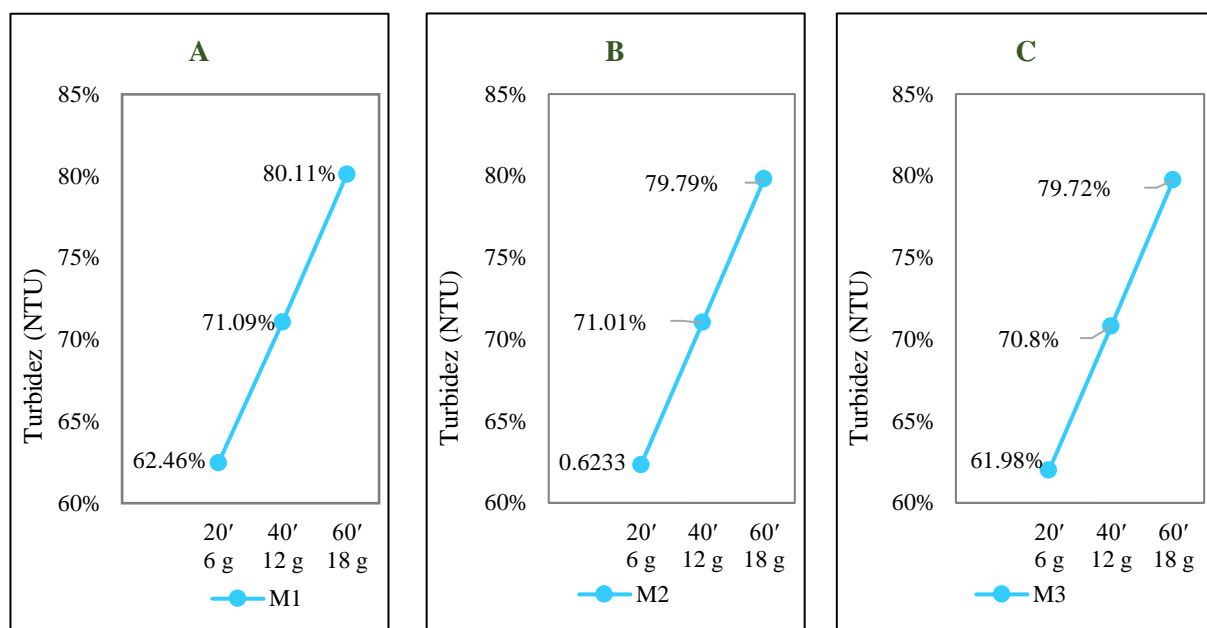 A
85%
80%
75%
70%
65%
60%
Turbidez (NTU)
80.11%
71.09%
62.46%
20′ 40′ 60′
6 g 12 g 18 g
M1
B
85%
80%
75%
70%
65%
60%
Turbidez (NTU)
79.79%
71.01%
0.6233
20′ 40′ 60′
6 g 12 g 18 g
M2
C
85%
80%
75%
70%
65%
60%
Turbidez (NTU)
79.72%
70.8%
61.98%
20′ 40′ 60′
6 g 12 g 18 g
M3